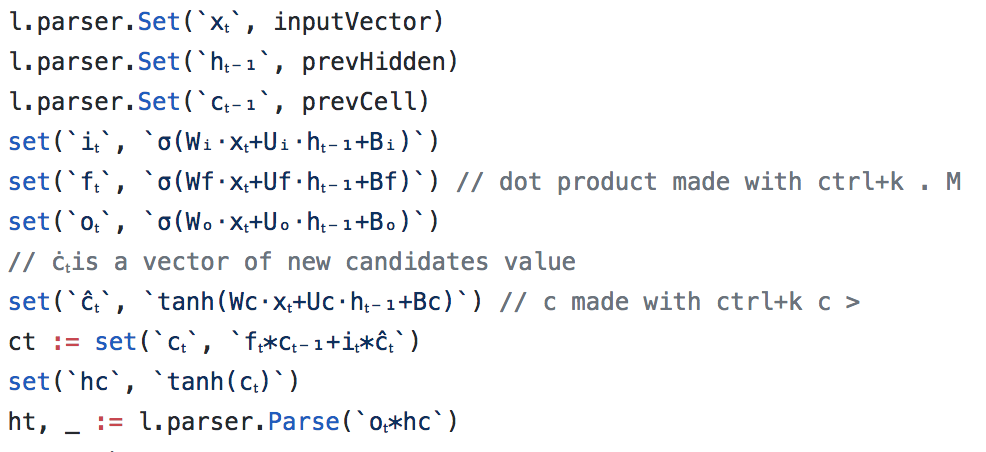 l.parser.Set(`xₜ`, inputVector)
l.parser.Set(`hₜ₋₁`, prevHidden)
l.parser.Set(`cₜ₋₁`, prevCell)
set(`iₜ`, `σ(Wᵢ·xₜ+Uᵢ·hₜ₋₁+Bᵢ)`)
set(`fₜ`, `σ(Wf·xₜ+Uf·hₜ₋₁+Bf)`) // dot product made with ctrl+k . M
set(`oₜ`, `σ(Wₒ·xₜ+Uₒ·hₜ₋₁+Bₒ)`)
// ċₜis a vector of new candidates value
set(`ĉₜ`, `tanh(Wc·xₜ+Uc·hₜ₋₁+Bc)`) // c made with ctrl+k c >
ct := set(`cₜ`, `fₜ*cₜ₋₁+iₜ*ĉₜ`)
set(`hc`, `tanh(cₜ)`)
ht, _ := l.parser.Parse(`oₜ*hc`)